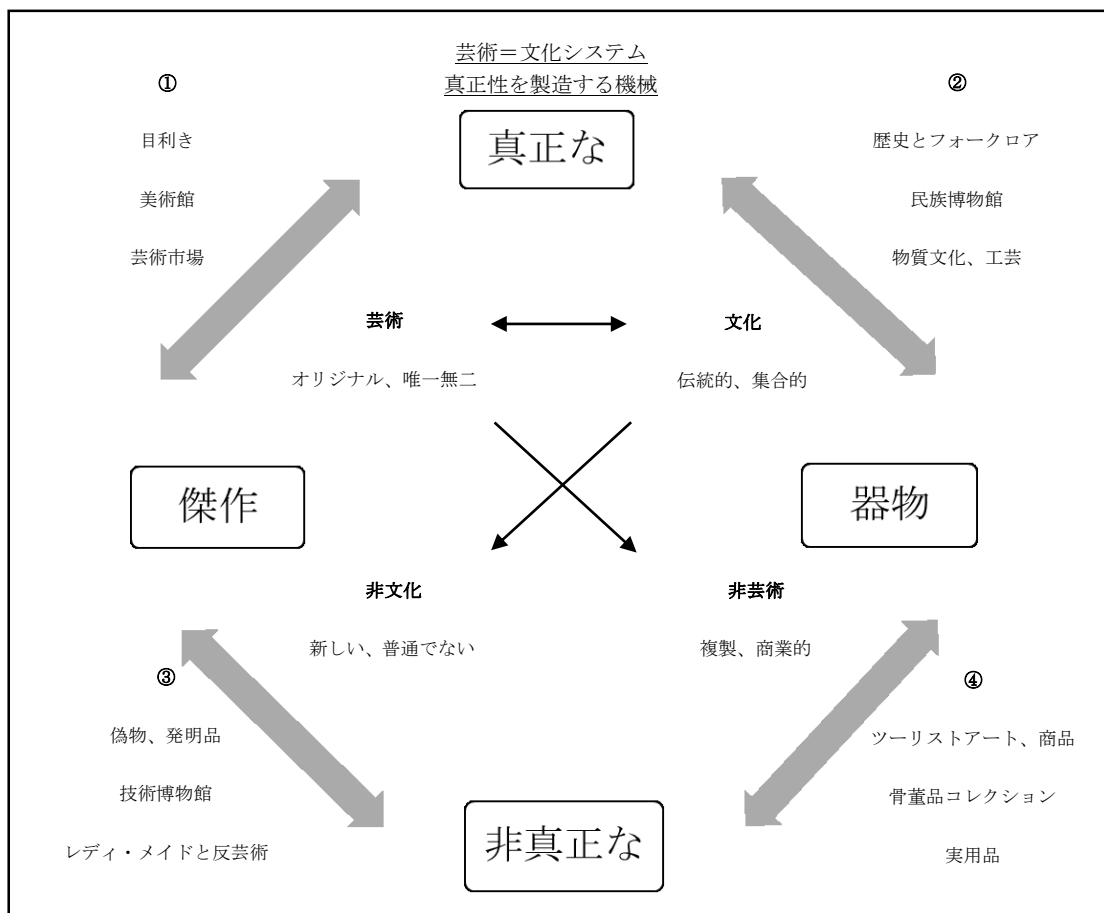 芸術＝文化システム
真正性を製造する機械
①
②
真正な
目利き
歴史とフォークロア
美術館
民族博物館
芸術市場
物質文化、工芸
芸術
文化
オリジナル、唯一無二
伝統的、集合的
傑作
器物
非文化
非芸術
新しい、普通でない
複製、商業的
③
④
偽物、発明品
ツーリストアート、商品
技術博物館
骨董品コレクション
非真正な
レディ・メイドと反芸術
実用品